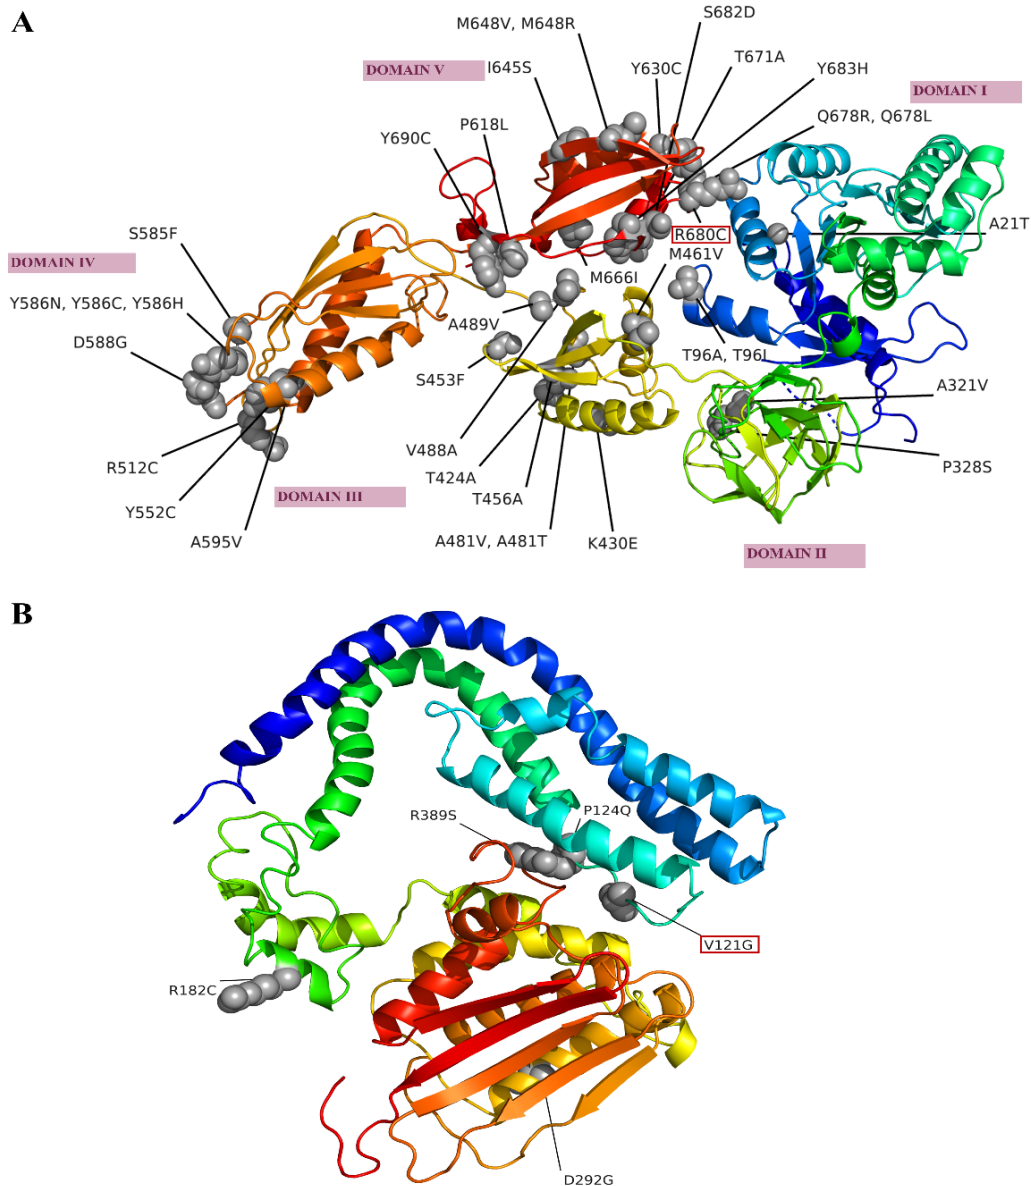 A
M648V, M648R
S682D
DOMAIN V
I645S
Y630C
T671A
Y683H
DOMAIN I
Q678R, Q678L
Y690C
P618L
S585F
R680C
A21T
DOMAIN IV
M461V
M666I
Y586N, Y586C, Y586H
A489V
D588G
T96A, T96I
S453F
A321V
V488A
R512C
T424A
P328S
DOMAIN III
T456A
Y552C
A595V
A481V, A481T
K430E
DOMAIN II
B
R389S
P124Q
V121G
R182C
D292G